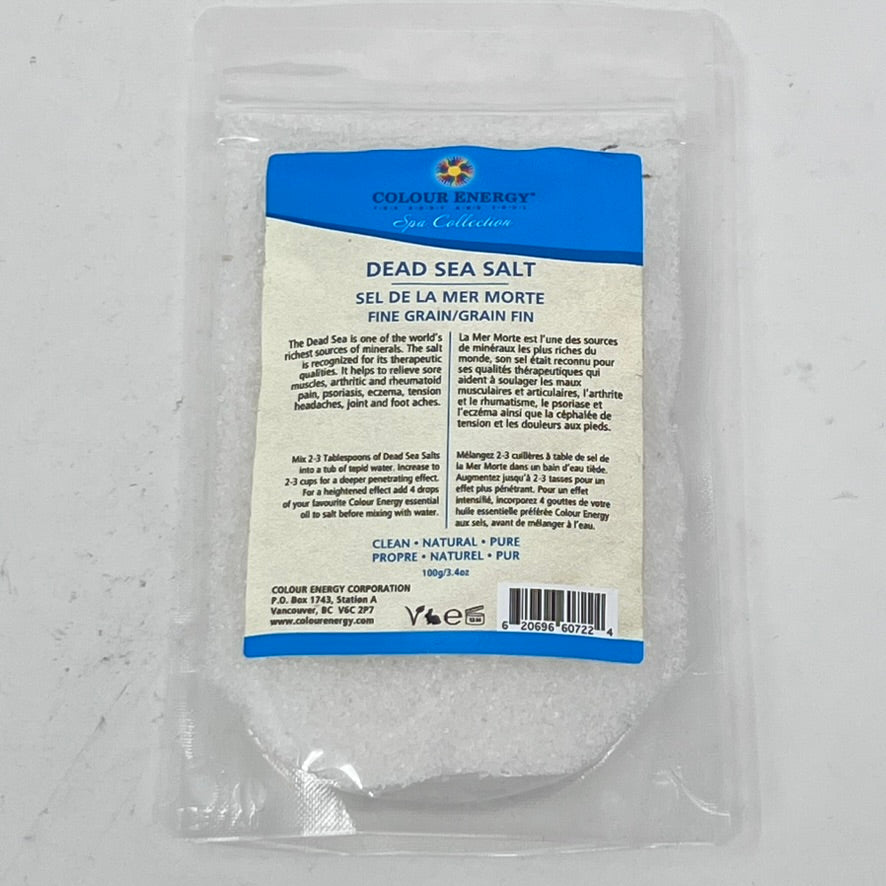 COLOUR ENERGY®
FOR BODY AND SOUL
Spa Collection
DEAD SEA SALT
SEL DE LA MER MORTE
FINE GRAIN/GRAIN FIN
The Dead Sea is one of the world's
richest sources of minerals. The salt
is recognized for its therapeutic
qualities. It helps to relieve sore
muscles, arthritic and rheumatoid
pain, psoriasis, eczema, tension
headaches, joint and foot aches.
Mix 2-3 Tablespoons of Dead Sea Salts
into a tub of tepid water. Increase to
2-3 cups for a deeper penetrating effect.
For a heightened effect add 4 drops
of your favourite Colour Energy essential
oil to salt before mixing with water.
La Mer Morte est l'une des sources
de minéraux les plus riches du
monde, son sel était reconnu pour
ses qualités thérapeutiques qui
aident à soulager les maux
musculaires et articulaires, l'arthrite
et le rhumatisme, le psoriase et
l'eczéma ainsi que la céphalée de
tension et les douleurs aux pieds.
Mélangez 2-3 cuillères à table de sel de
la Mer Morte dans un bain d'eau tiède.
Augmentez jusqu'à 2-3 tasses pour un
effet plus pénétrant. Pour un effet
intensifié, incorporez 4 gouttes de votre
huile essentielle préférée Colour Energy
aux sels, avant de mélanger à l'eau.
CLEAN • NATURAL • PURE
PROPRE • NATUREL • PUR
100g/3.4oz
COLOUR ENERGY CORPORATION
P.O. Box 1743, Station A
Vancouver, BC V6C 2P7
www.colourenergy.com
6 20696 60722 4